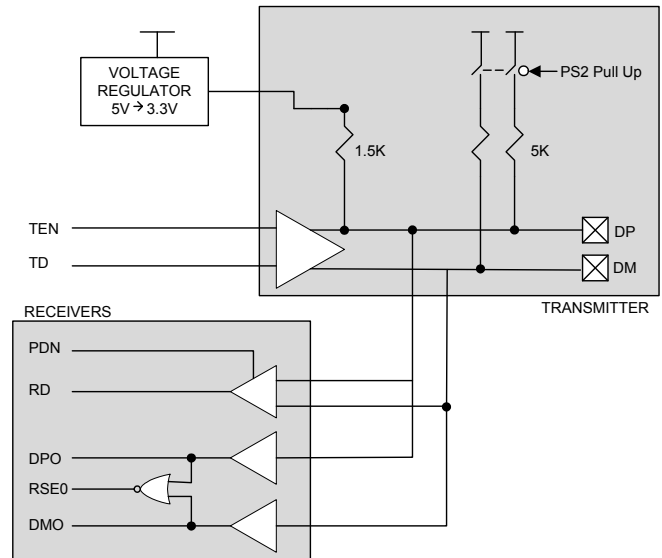 VOLTAGE
REGULATOR
5V → 3.3V
PS2 Pull Up
1.5K
5K
TEN
TD
DP
DM
TRANSMITTER
RECEIVERS
PDN
RD
DPO
RSE0
DMO